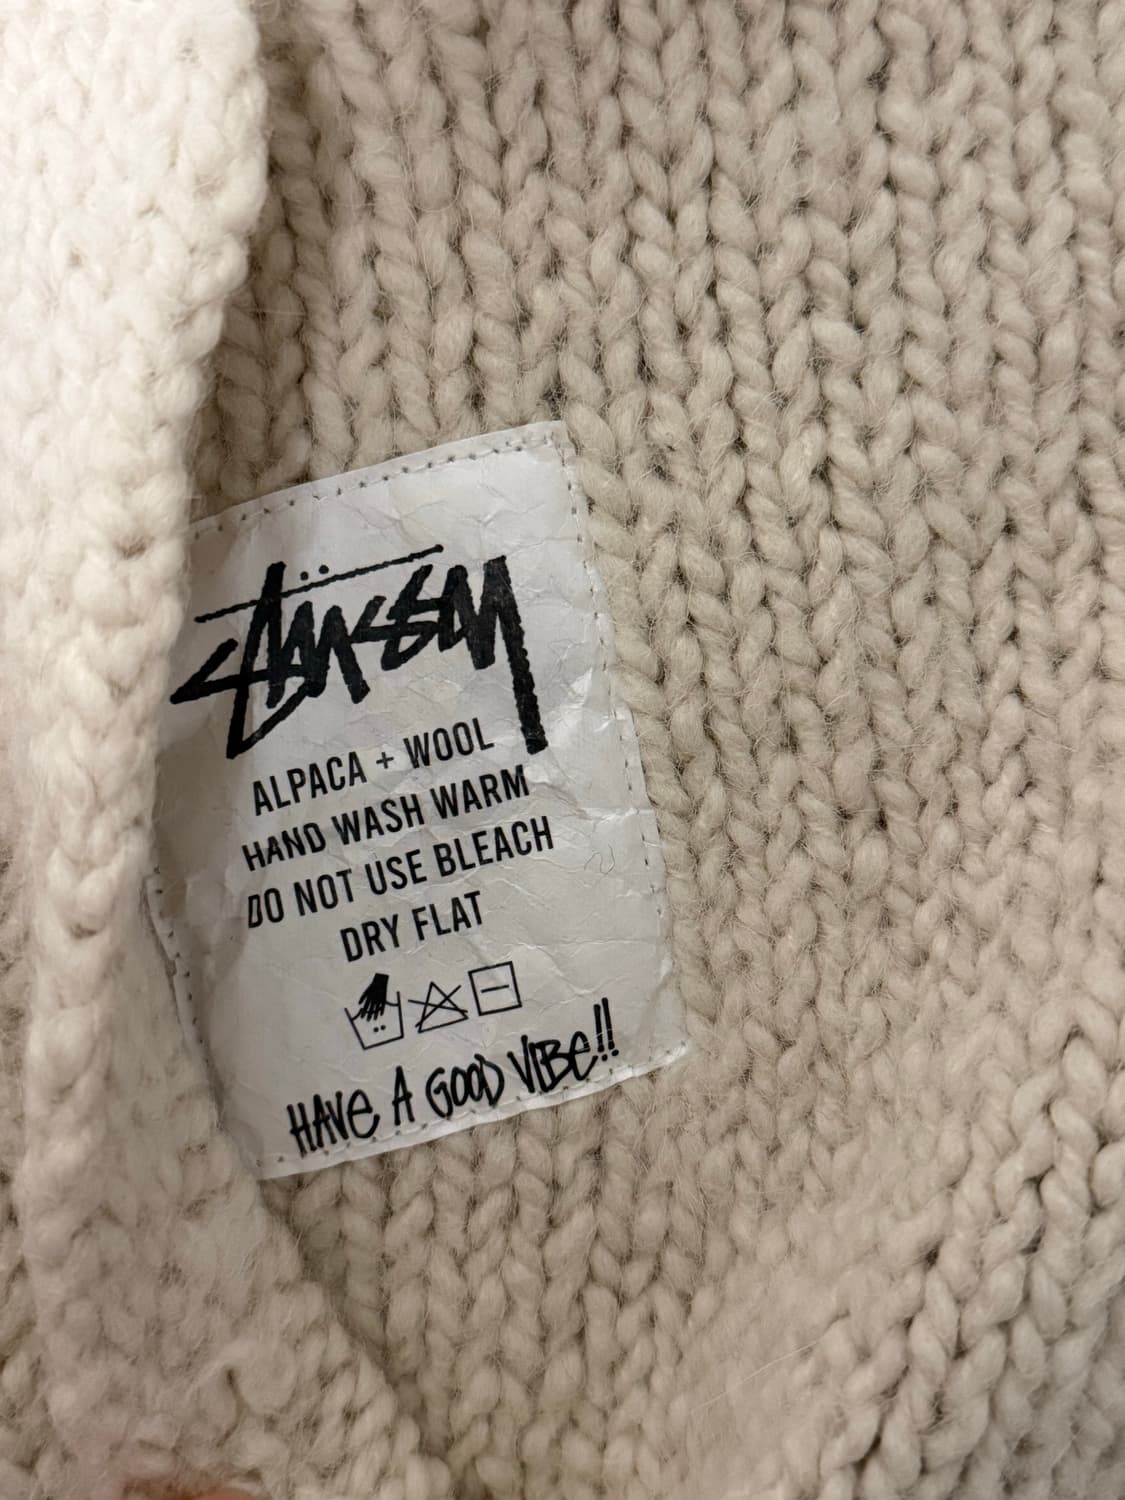 Stüssy
ALPACA + WOOL
HAND WASH WARM
DO NOT USE BLEACH
DRY FLAT
HAVE A GOOD VIBE!!